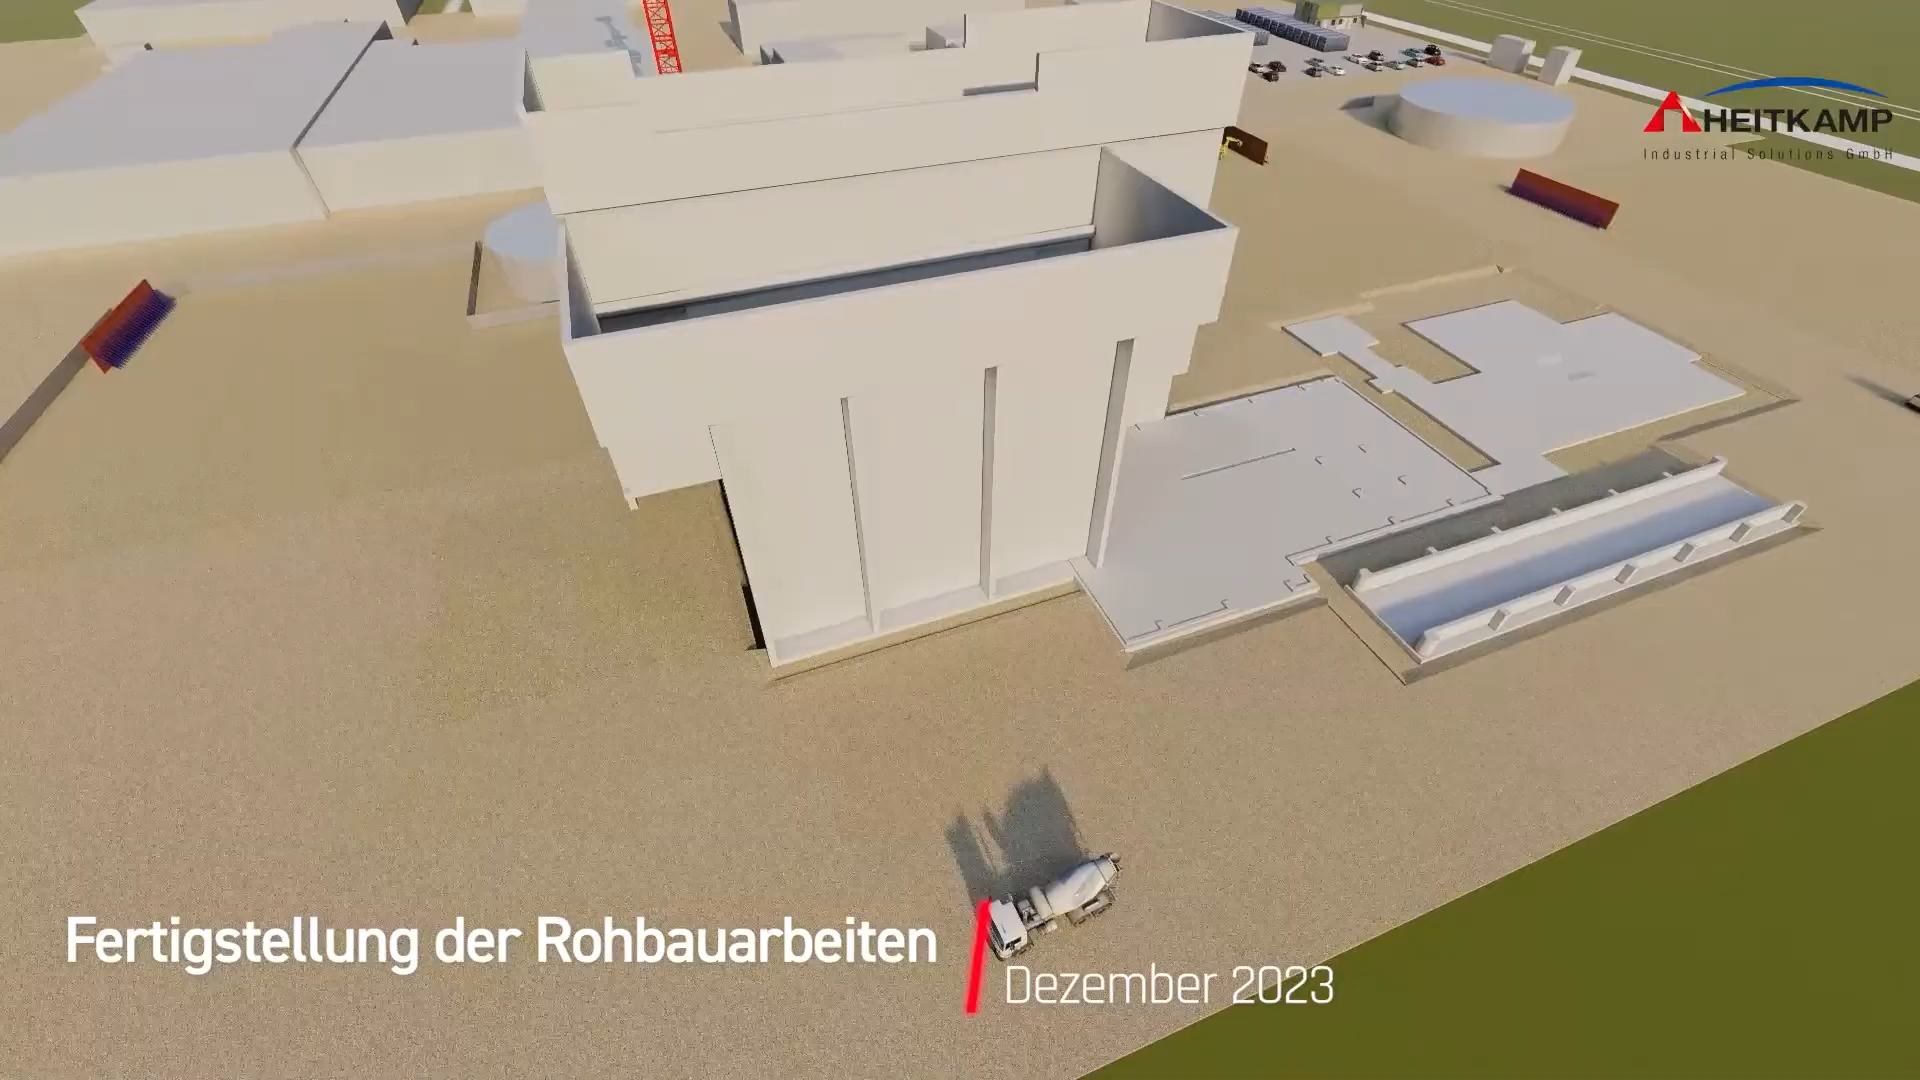 HEITKAMP
Industrial Solutions GmbH
Fertigstellung der Rohbauarbeiten
Dezember 2023